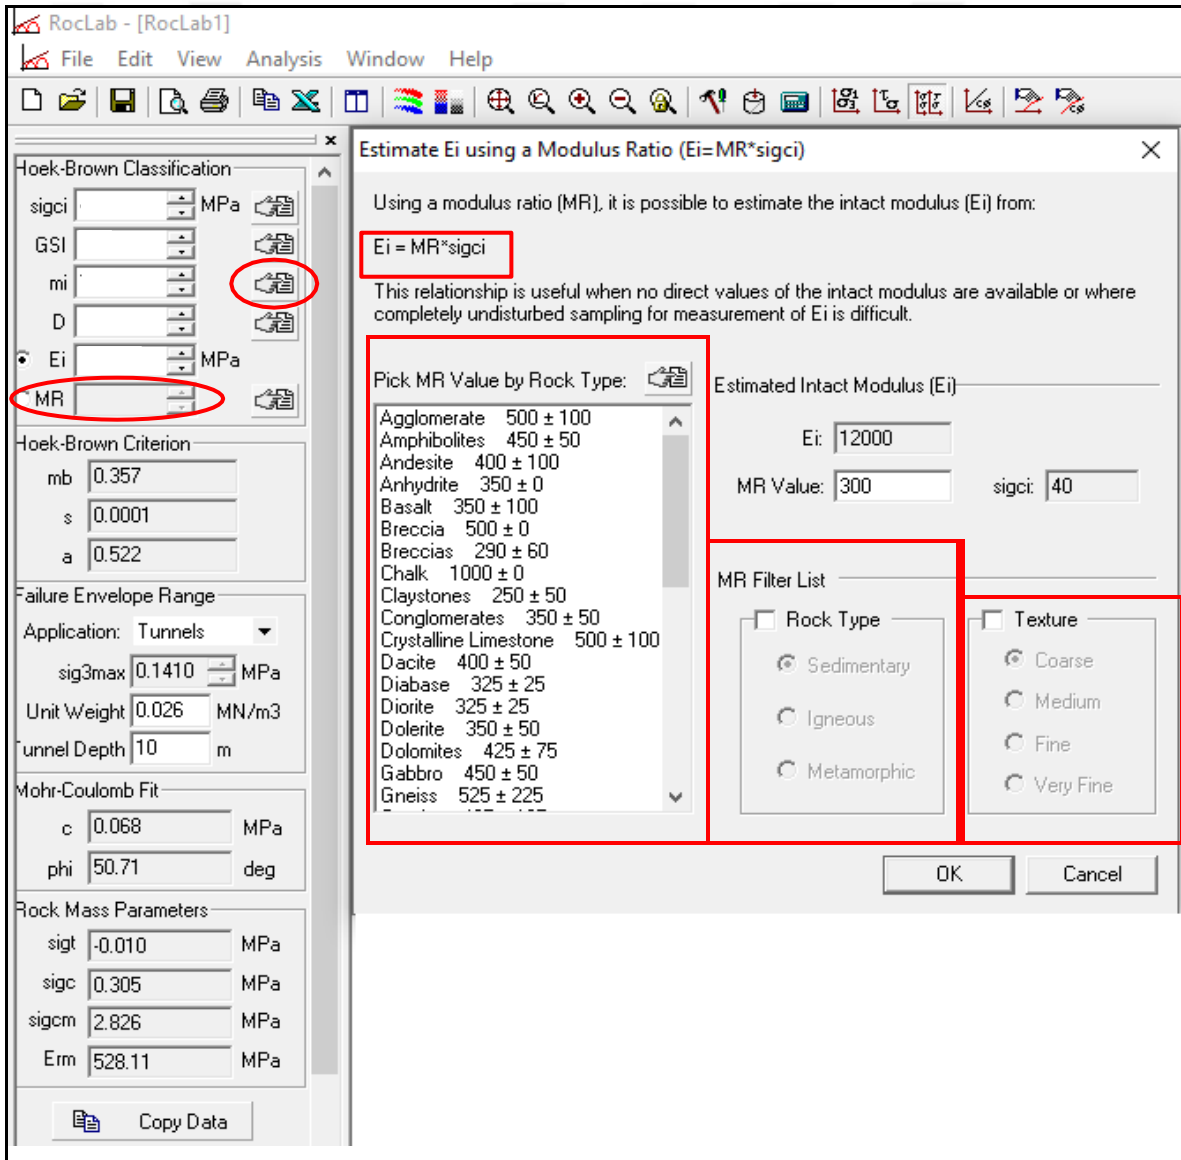 RocLab - [RocLab1]
File Edit View Analysis Window Help
Hoek-Brown Classification
sigci MPa
GSI
mi
D
Ei MPa
MR
Hoek-Brown Criterion
mb 0.357
s 0.0001
a 0.522
Failure Envelope Range
Application: Tunnels
sig3max 0.1410 MPa
Unit Weight 0.026 MN/m3
Tunnel Depth 10 m
Mohr-Coulomb Fit
c 0.068 MPa
phi 50.71 deg
Rock Mass Parameters
sigt -0.010 MPa
sigc 0.305 MPa
sigcm 2.826 MPa
Erm 528.11 MPa
Copy Data
Estimate Ei using a Modulus Ratio (Ei=MR*sigci)
Using a modulus ratio (MR), it is possible to estimate the intact modulus (Ei) from:
Ei = MR*sigci
This relationship is useful when no direct values of the intact modulus are available or where
completely undisturbed sampling for measurement of Ei is difficult.
Pick MR Value by Rock Type:
Agglomerate 500 ± 100
Amphibolites 450 ± 50
Andesite 400 ± 100
Anhydrite 350 ± 0
Basalt 350 ± 100
Breccia 500 ± 0
Breccias 290 ± 60
Chalk 1000 ± 0
Claystones 250 ± 50
Conglomerates 350 ± 50
Crystalline Limestone 500 ± 100
Dacite 400 ± 50
Diabase 325 ± 25
Diorite 325 ± 25
Dolerite 350 ± 50
Dolomites 425 ± 75
Gabbro 450 ± 50
Gneiss 525 ± 225
Estimated Intact Modulus (Ei)
Ei: 12000
MR Value: 300 sigci: 40
MR Filter List
Rock Type
Sedimentary
Igneous
Metamorphic
Texture
Coarse
Medium
Fine
Very Fine
OK Cancel